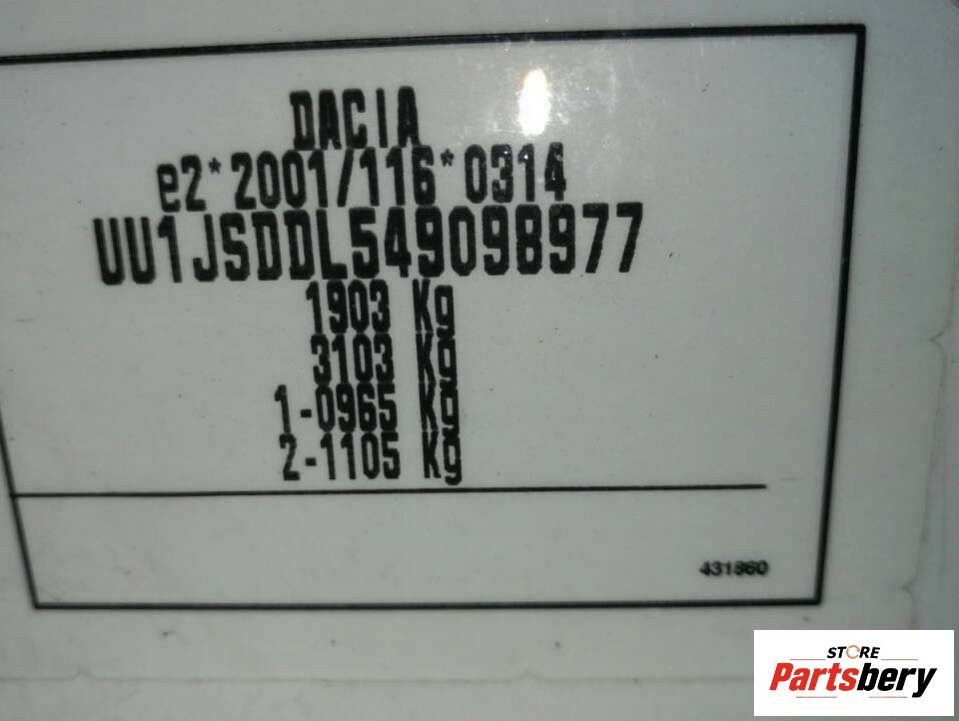 DACIA
e2*2001/116*0314
UU1JSDDL549098977
1903 Kg
3103 Kg
1-0965 Kg
2-1105 Kg
431860
STORE
Partsbery